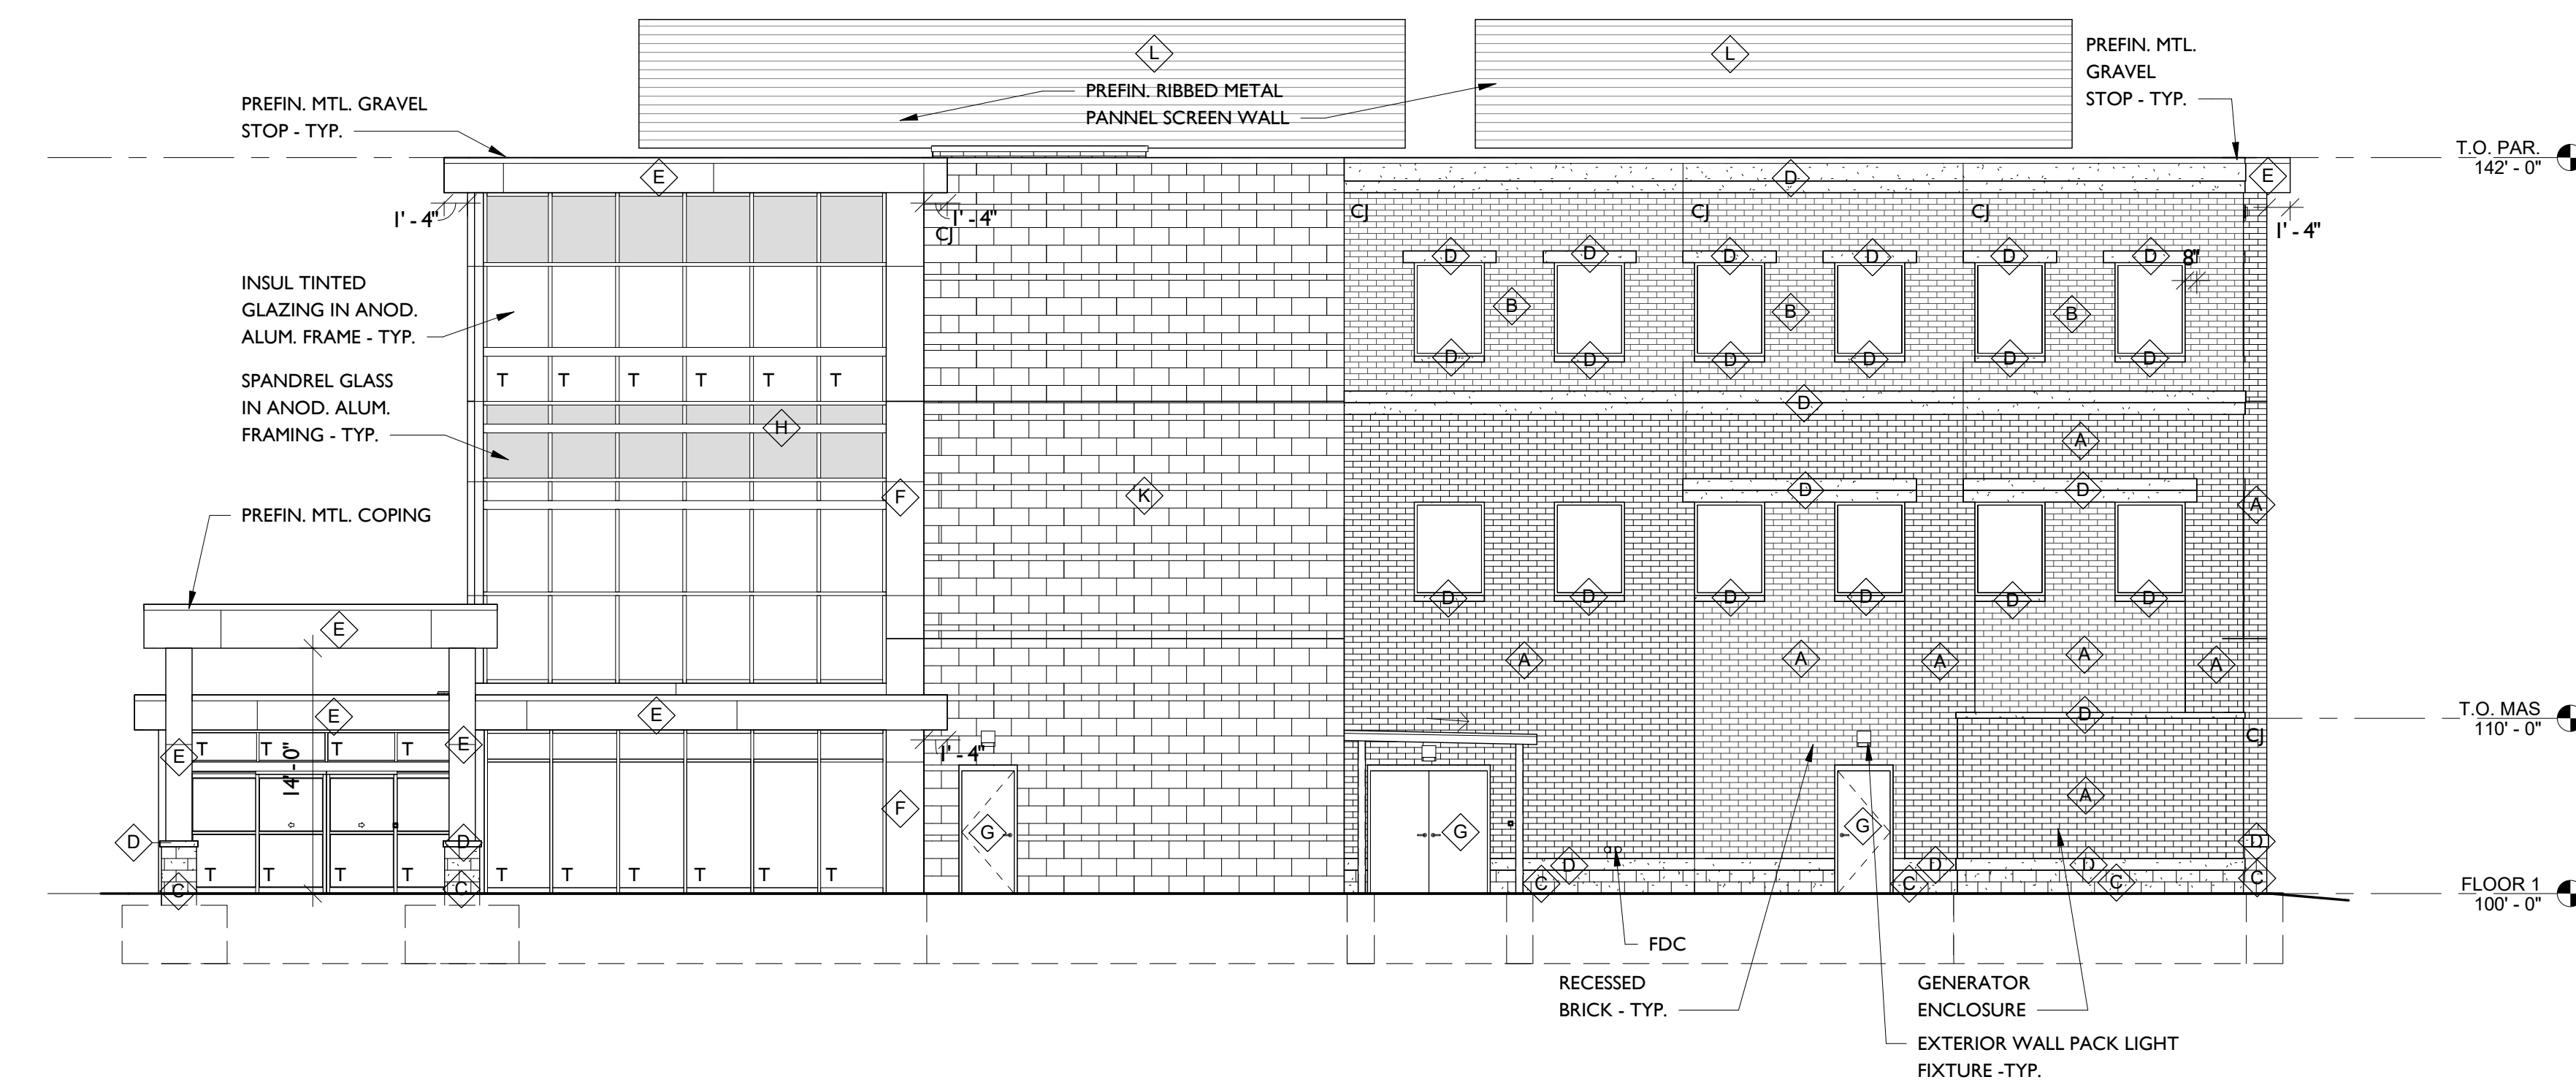 L
L
PREFIN. MTL.
GRAVEL
STOP - TYP.
PREFIN. RIBBED METAL
PANNEL SCREEN WALL
PREFIN. MTL. GRAVEL
STOP - TYP.
T.O. PAR.
142' - 0"
E
D
E
1' - 4"
1' - 4"
CJ
CJ
CJ
CJ
1' - 4"
D
D
D
D
D
D
8"
INSUL TINTED
GLAZING IN ANOD.
ALUM. FRAME - TYP.
B
B
B
D
D
D
D
D
D
SPANDREL GLASS
IN ANOD. ALUM.
FRAMING - TYP.
T
T
T
T
T
T
H
D
A
F
K
D
D
A
PREFIN. MTL. COPING
D
D
D
D
D
D
E
A
A
A
A
A
E
E
D
T.O. MAS
110' - 0"
E
T
T
T
T
E
14' - 0"
1' - 4"
CJ
F
A
D
D
G
G
G
D
D
D
D
D
T
T
T
T
T
T
T
T
T
T
C
C
C
C
C
C
FLOOR 1
100' - 0"
FDC
RECESSED
BRICK - TYP.
GENERATOR
ENCLOSURE
EXTERIOR WALL PACK LIGHT
FIXTURE -TYP.